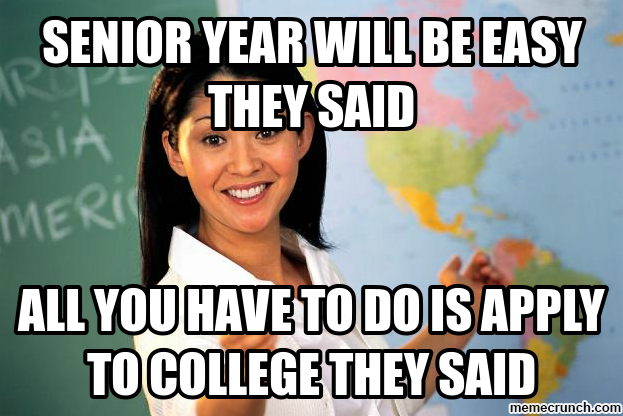 SENIOR YEAR WILL BE EASY
THEY SAID
ASIA
MERI
ALL YOU HAVE TO DO IS APPLY
TO COLLEGE THEY SAID
memecrunch.com